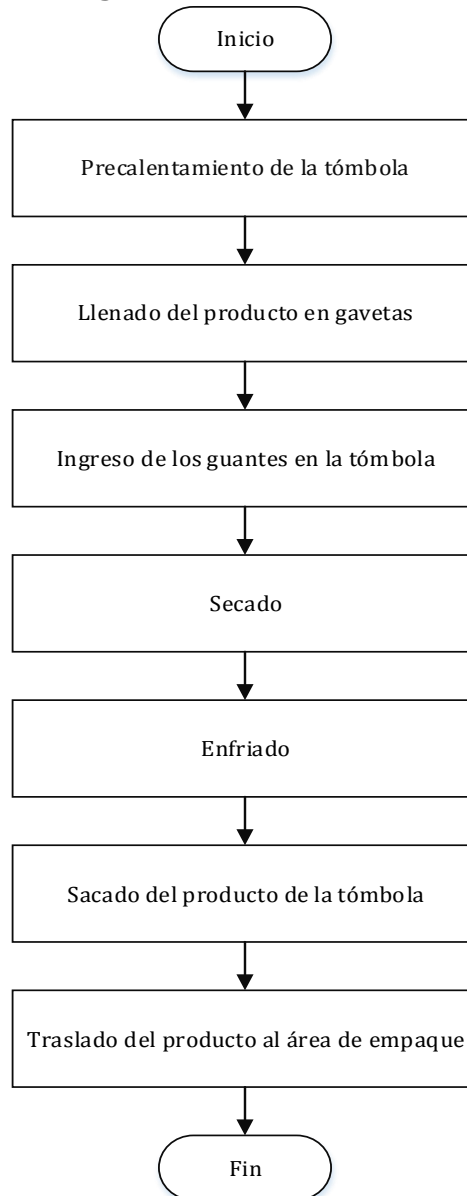 Inicio
Precalentamiento de la tómbola
Llenado del producto en gavetas
Ingreso de los guantes en la tómbola
Secado
Enfriado
Sacado del producto de la tómbola
Traslado del producto al área de empaque
Fin